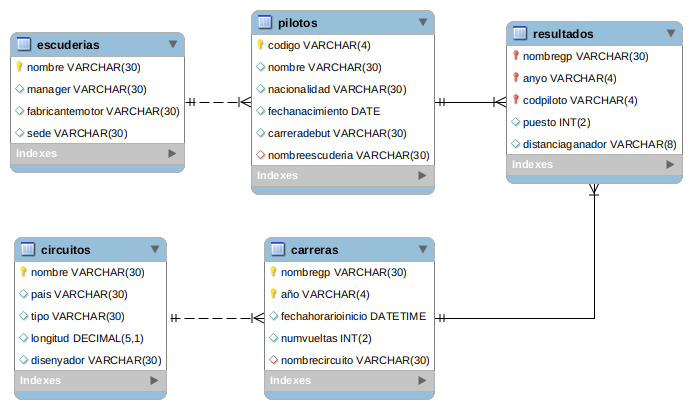 escuderias
nombre VARCHAR(30)
manager VARCHAR(30)
fabricantemotor VARCHAR(30)
sede VARCHAR(30)
Indexes
pilotos
codigo VARCHAR(4)
nombre VARCHAR(30)
nacionalidad VARCHAR(30)
fechanacimiento DATE
carreradebut VARCHAR(30)
nombreescuderia VARCHAR(30)
Indexes
resultados
nombregp VARCHAR(30)
anyo VARCHAR(4)
codpiloto VARCHAR(4)
puesto INT(2)
distanciaganador VARCHAR(8)
Indexes
circuitos
nombre VARCHAR(30)
pais VARCHAR(30)
tipo VARCHAR(30)
longitud DECIMAL(5,1)
disenyador VARCHAR(30)
Indexes
carreras
nombregp VARCHAR(30)
año VARCHAR(4)
fechahorarioinicio DATETIME
numvueltas INT(2)
nombrecircuito VARCHAR(30)
Indexes